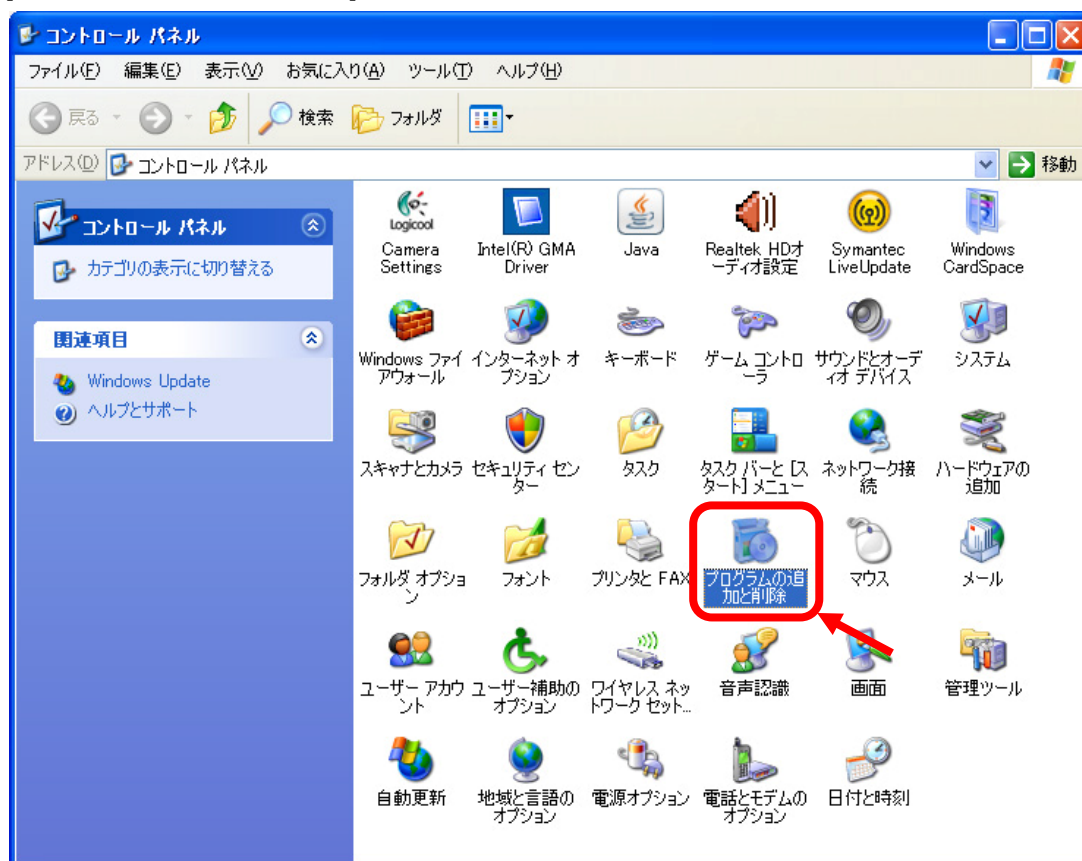 コントロール パネル
ファイル(F) 編集(E) 表示(V) お気に入り(A) ツール(T) ヘルプ(H)
戻る 検索 フォルダ
アドレス(D) コントロール パネル 移動
コントロール パネル
カテゴリの表示に切り替える
関連項目
Windows Update
ヘルプとサポート
Logicool
Camera
Settings
Intel(R) GMA
Driver
Java
Realtek HDオ
ーディオ設定
Symantec
LiveUpdate
Windows
CardSpace
Windows ファイ
アウォール
インターネット オ
プション
キーボード
ゲーム コントロ
ーラ
サウンドとオーデ
ィオ デバイス
システム
スキャナとカメラ
セキュリティ セン
ター
タスク
タスク バーと [ス
タート] メニュー
ネットワーク接
続
ハードウェアの
追加
フォルダ オプショ
ン
フォント
プリンタと FAX
プログラムの追
加と削除
マウス
メール
ユーザー アカウ
ント
ユーザー補助の
オプション
ワイヤレス ネッ
トワーク セット...
音声認識
画面
管理ツール
自動更新
地域と言語の
オプション
電源オプション
電話とモデムの
オプション
日付と時刻